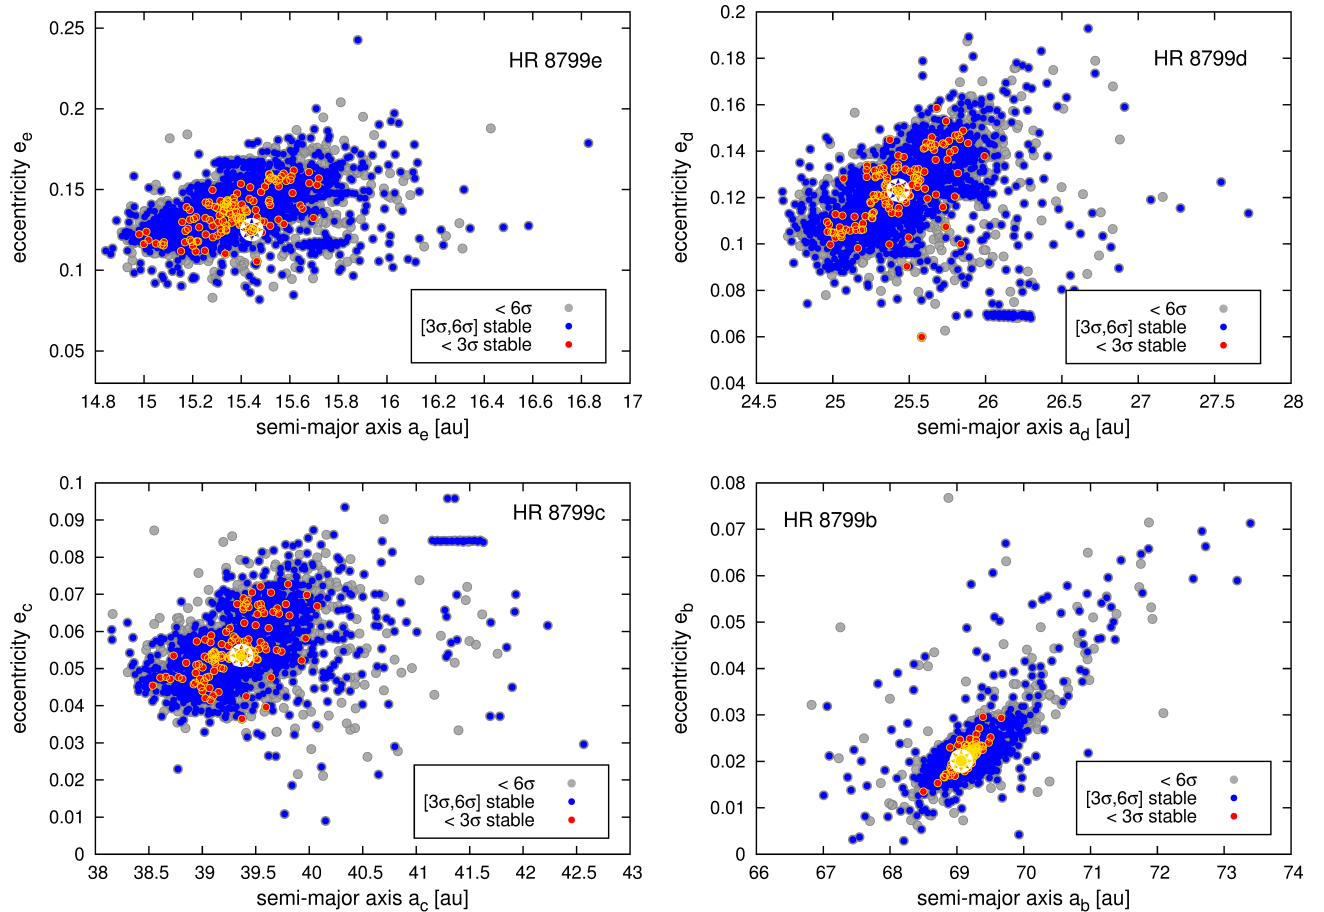 0.25
0.2
0.15
0.1
0.05
eccentricity e_e
HR 8799e
< 6σ
[3σ,6σ] stable
< 3σ stable
14.8 15 15.2 15.4 15.6 15.8 16 16.2 16.4 16.6 16.8 17
semi-major axis a_e [au]
0.2
0.18
0.16
0.14
0.12
0.1
0.08
0.06
0.04
eccentricity e_d
HR 8799d
< 6σ
[3σ,6σ] stable
< 3σ stable
24.5 25 25.5 26 26.5 27 27.5 28
semi-major axis a_d [au]
0.1
0.09
0.08
0.07
0.06
0.05
0.04
0.03
0.02
0.01
0
eccentricity e_c
HR 8799c
< 6σ
[3σ,6σ] stable
< 3σ stable
38 38.5 39 39.5 40 40.5 41 41.5 42 42.5 43
semi-major axis a_c [au]
0.08
0.07
0.06
0.05
0.04
0.03
0.02
0.01
0
eccentricity e_b
HR 8799b
< 6σ
[3σ,6σ] stable
< 3σ stable
66 67 68 69 70 71 72 73 74
semi-major axis a_b [au]